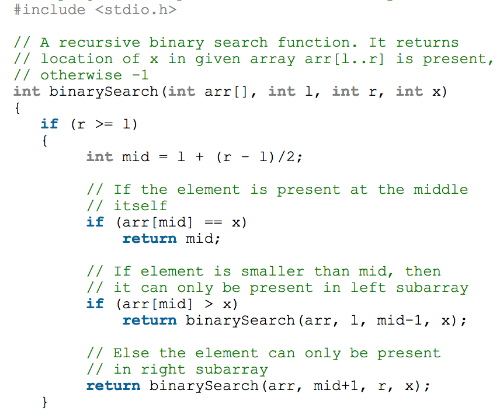 #include <stdio.h>
// A recursive binary search function. It returns
// location of x in given array arr[l..r] is present,
// otherwise -1
int binarySearch(int arr[], int l, int r, int x)
{
if (r >= l)
{
int mid = l + (r - l)/2;
// If the element is present at the middle
// itself
if (arr[mid] == x)
return mid;
// If element is smaller than mid, then
// it can only be present in left subarray
if (arr[mid] > x)
return binarySearch(arr, l, mid-1, x);
// Else the element can only be present
// in right subarray
return binarySearch(arr, mid+1, r, x);
}